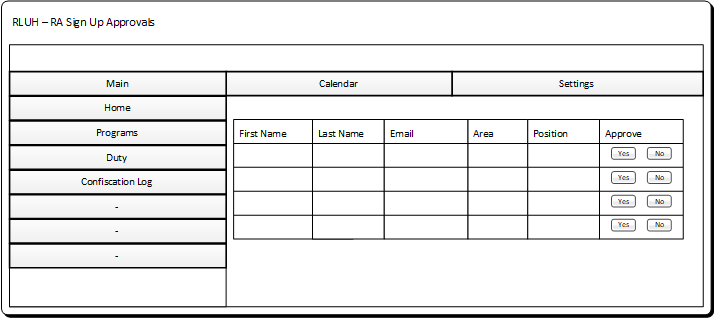 RLUH – RA Sign Up Approvals
Main Calendar Settings
Home
Programs
Duty
Confiscation Log
-
-
-
First Name Last Name Email Area Position Approve
Yes No
Yes No
Yes No
Yes No